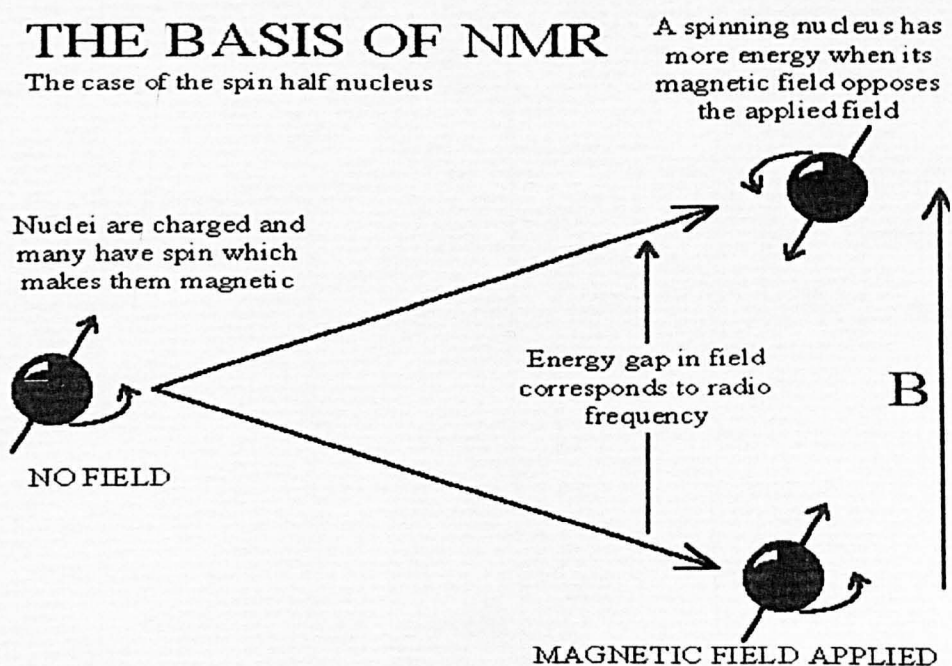 THE BASIS OF NMR
The case of the spin half nucleus
A spinning nucleus has
more energy when its
magnetic field opposes
the applied field
Nuclei are charged and
many have spin which
makes them magnetic
NO FIELD
Energy gap in field
corresponds to radio
frequency
B
MAGNETIC FIELD APPLIED